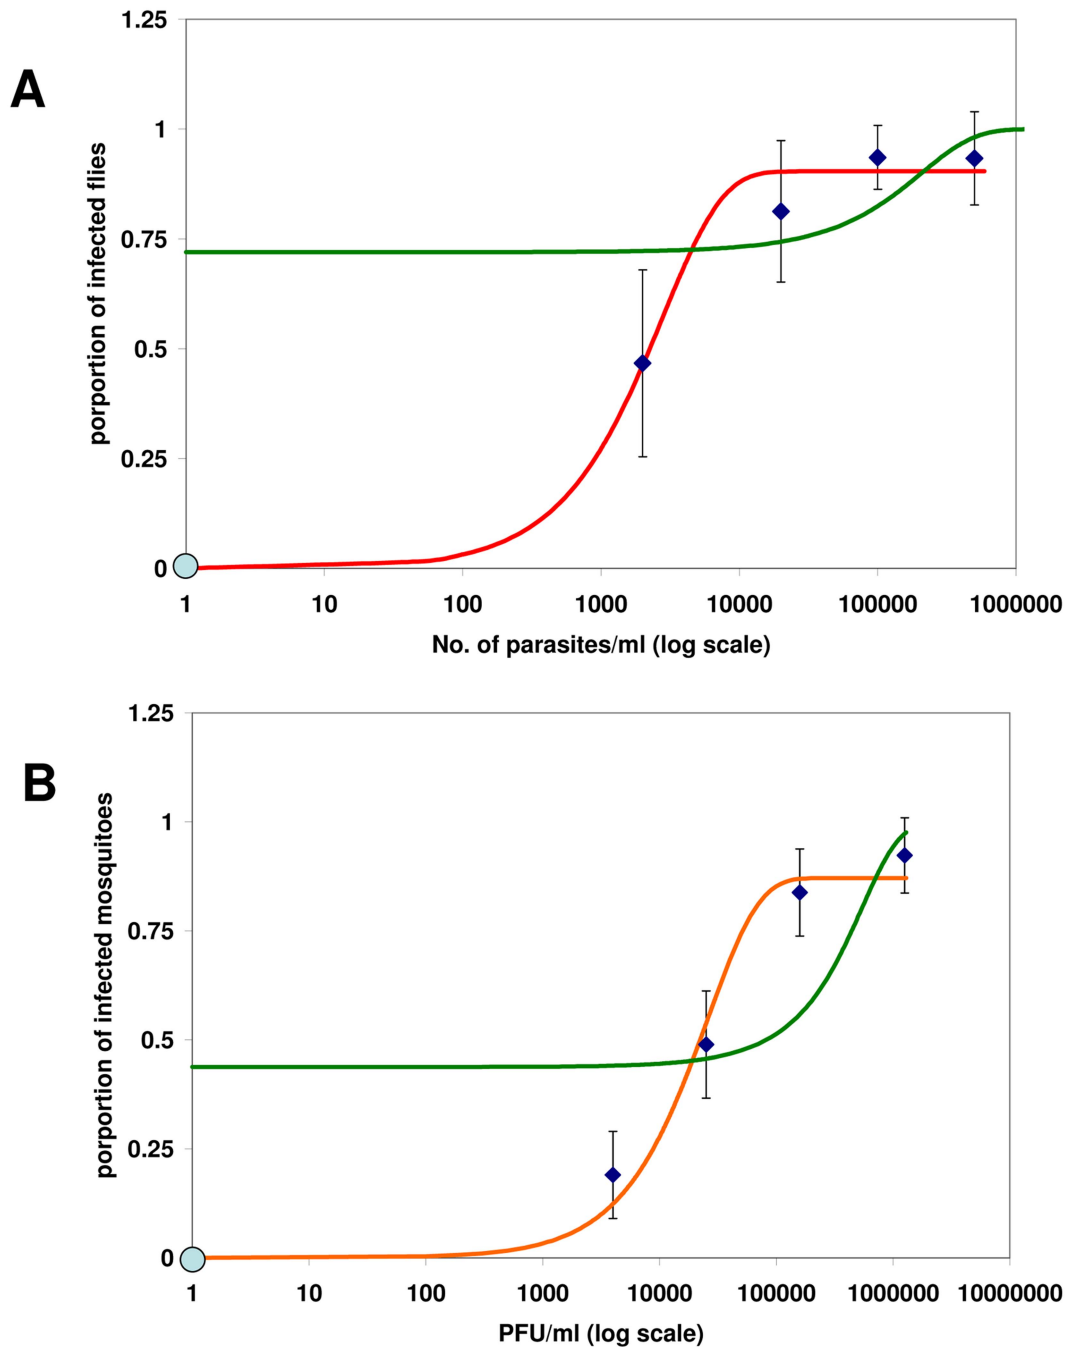 A
1.25
1
0.75
0.5
0.25
0
porportion of infected flies
1 10 100 1000 10000 100000 1000000
No. of parasites/ml (log scale)
B
1.25
1
0.75
0.5
0.25
0
porportion of infected mosquitoes
1 10 100 1000 10000 100000 1000000 10000000
PFU/ml (log scale)